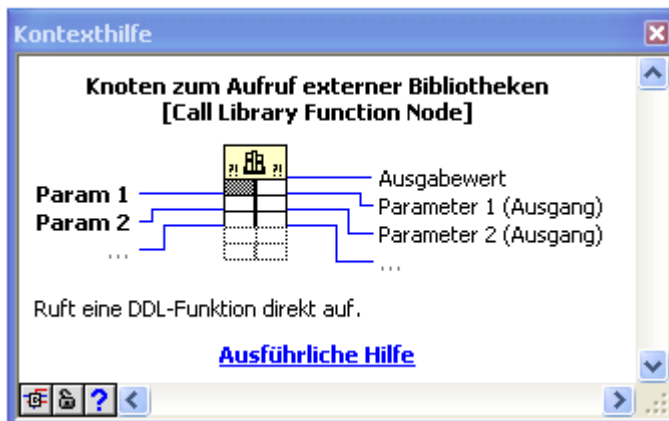 Kontexthilfe
Knoten zum Aufruf externer Bibliotheken
[Call Library Function Node]
?! ?!
Ausgabewert
Param 1
Parameter 1 (Ausgang)
Param 2
Parameter 2 (Ausgang)
...
...
Ruft eine DDL-Funktion direkt auf.
Ausführliche Hilfe
?